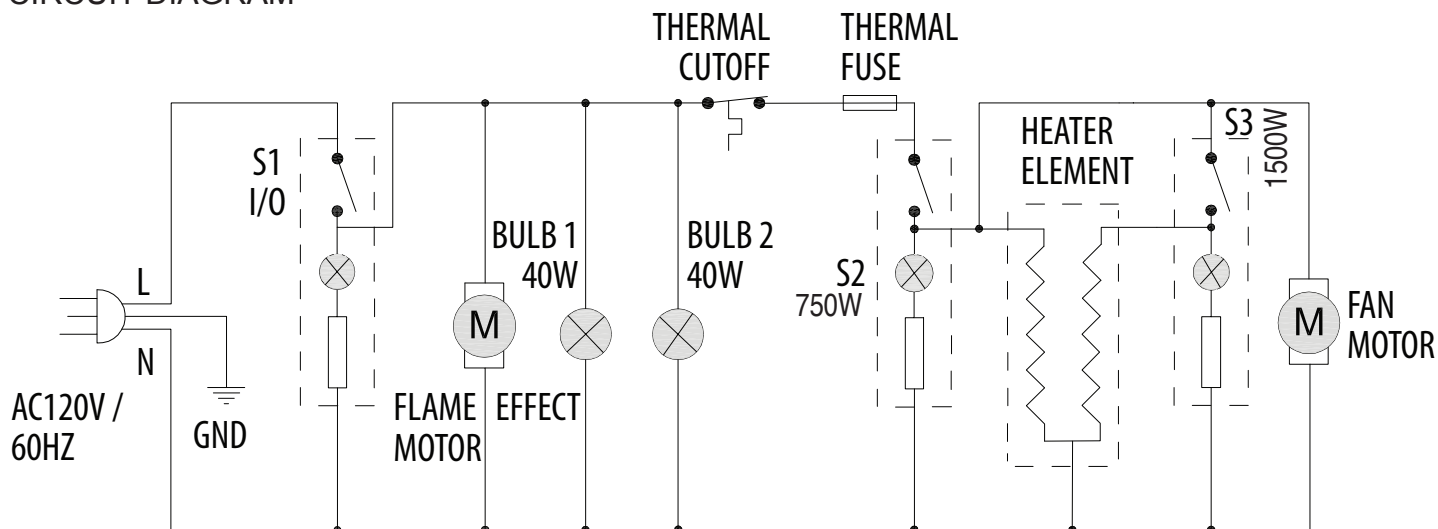 CIRCUIT DIAGRAM
THERMAL
CUTOFF
THERMAL
FUSE
S1
I/O
HEATER
ELEMENT
S3
1500W
BULB 1
40W
BULB 2
40W
S2
750W
L
N
M
M
FAN
MOTOR
AC120V /
60HZ
GND
FLAME EFFECT
MOTOR